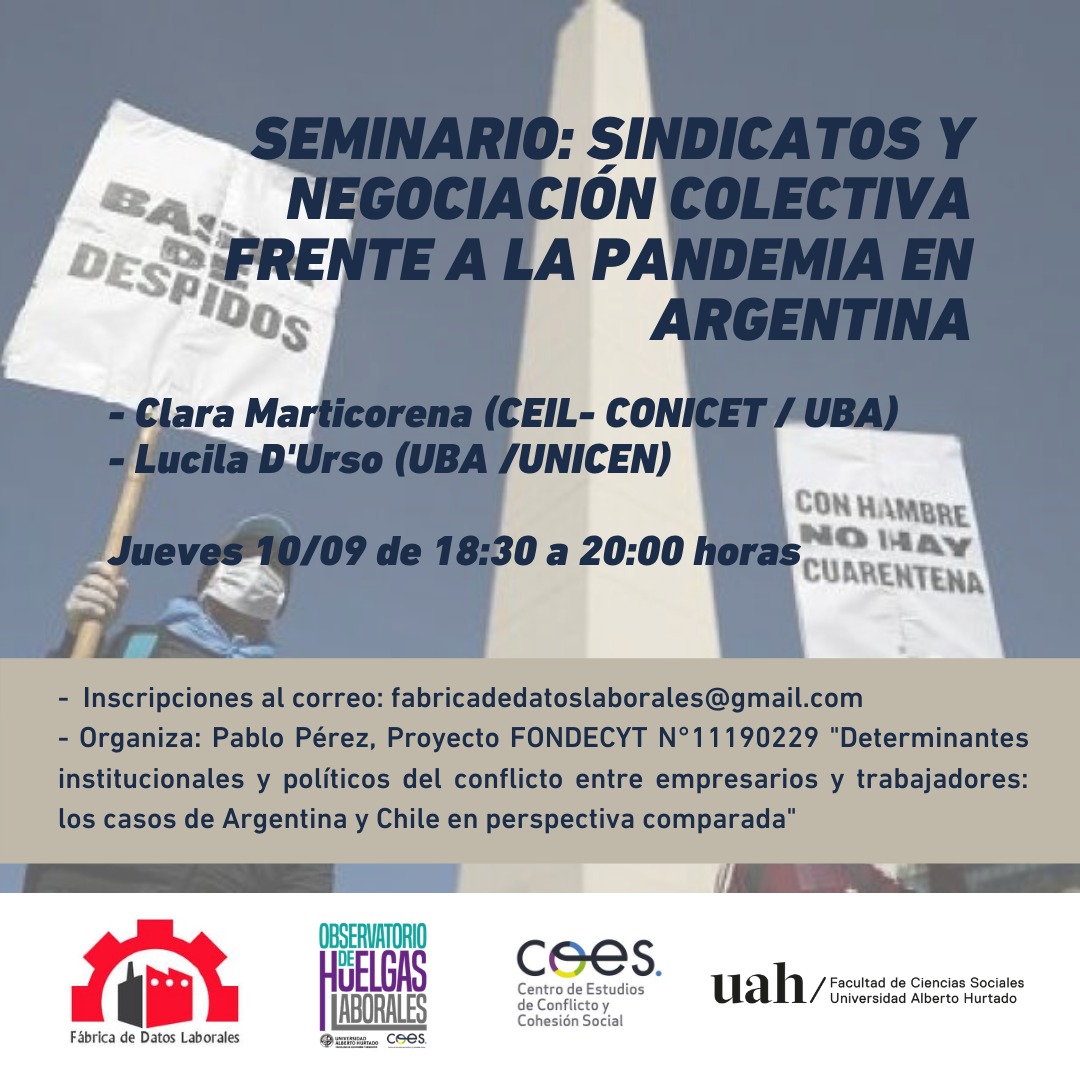 SEMINARIO: SINDICATOS Y
NEGOCIACIÓN COLECTIVA
FRENTE A LA PANDEMIA EN
ARGENTINA
BASTA
DE
DESPIDOS
- Clara Marticorena (CEIL- CONICET / UBA)
- Lucila D'Urso (UBA /UNICEN)
CON HAMBRE
NO HAY
CUARENTENA
Jueves 10/09 de 18:30 a 20:00 horas
- Inscripciones al correo: fabricadedatoslaborales@gmail.com
- Organiza: Pablo Pérez, Proyecto FONDECYT N°11190229 "Determinantes
institucionales y políticos del conflicto entre empresarios y trabajadores:
los casos de Argentina y Chile en perspectiva comparada"
Fábrica de Datos Laborales
OBSERVATORIO
DE
HUELGAS
LABORALES
UNIVERSIDAD
ALBERTO HURTADO
coes.
coes.
Centro de Estudios
de Conflicto y
Cohesión Social
uah/
Facultad de Ciencias Sociales
Universidad Alberto Hurtado